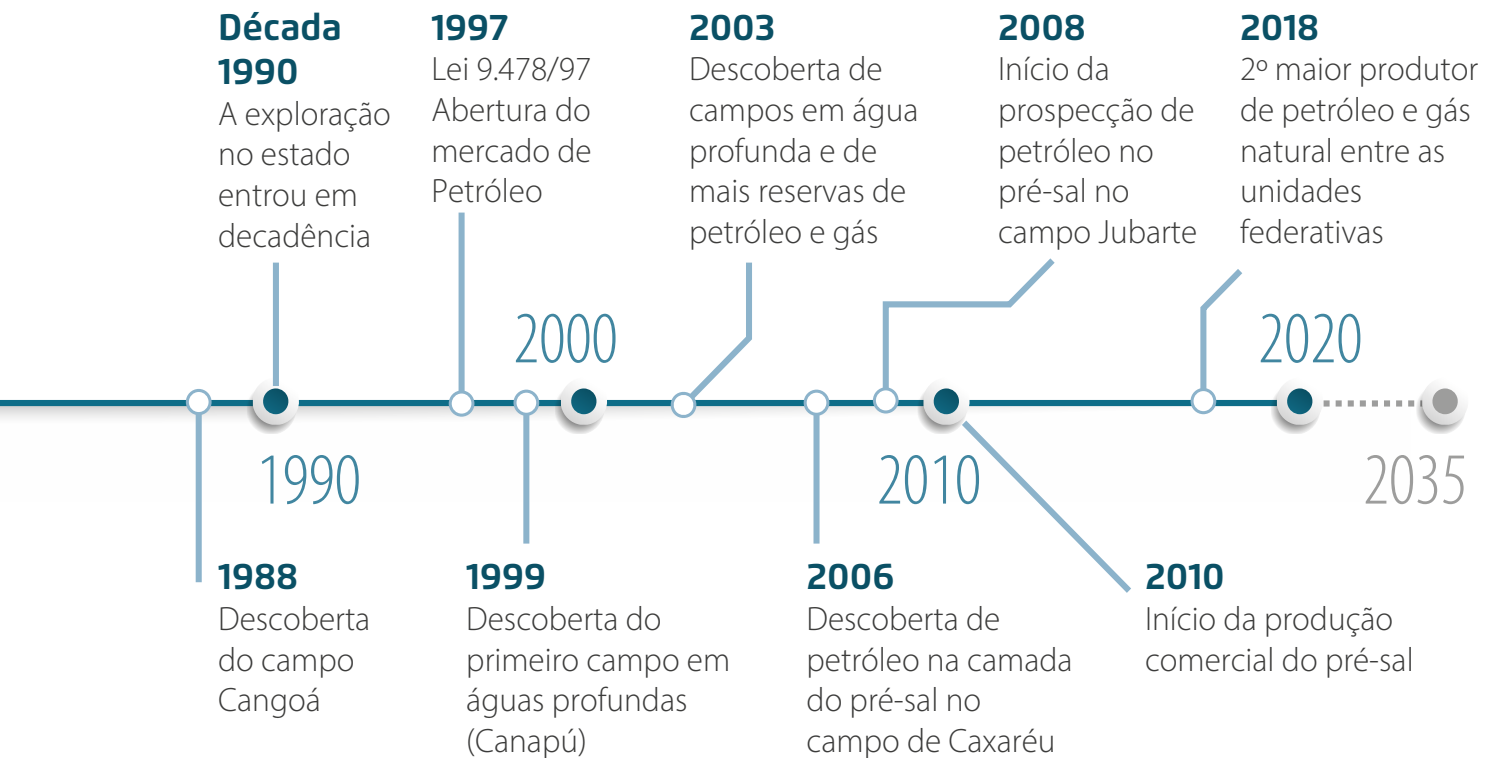 Década
1990
A exploração
no estado
entrou em
decadência
1997
Lei 9.478/97
Abertura do
mercado de
Petróleo
2003
Descoberta de
campos em água
profunda e de
mais reservas de
petróleo e gás
2008
Início da
prospecção de
petróleo no
pré-sal no
campo Jubarte
2018
2º maior produtor
de petróleo e gás
natural entre as
unidades
federativas
2000
2020
1990
2010
2035
1988
Descoberta
do campo
Cangoá
1999
Descoberta do
primeiro campo em
águas profundas
(Canapú)
2006
Descoberta de
petróleo na camada
do pré-sal no
campo de Caxaréu
2010
Início da produção
comercial do pré-sal